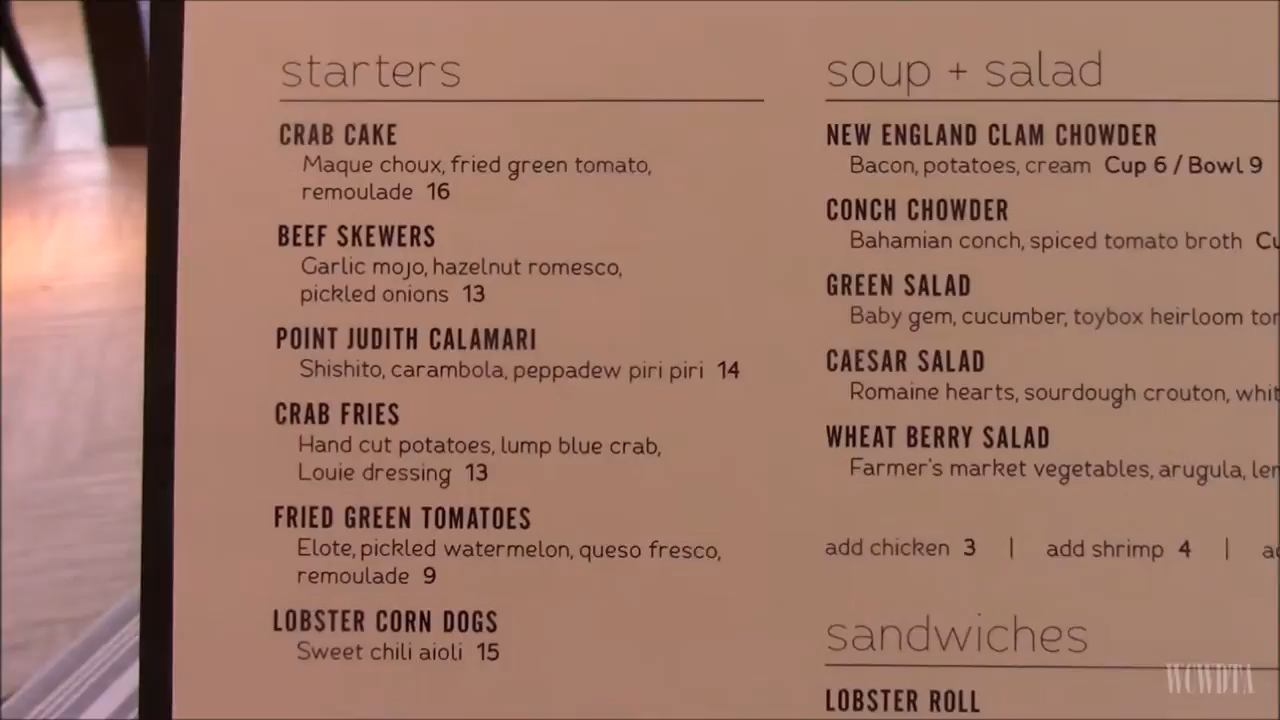 starters
CRAB CAKE
Maque choux, fried green tomato,
remoulade 16
BEEF SKEWERS
Garlic mojo, hazelnut romesco,
pickled onions 13
POINT JUDITH CALAMARI
Shishito, carambola, peppadew piri piri 14
CRAB FRIES
Hand cut potatoes, lump blue crab,
Louie dressing 13
FRIED GREEN TOMATOES
Elote, pickled watermelon, queso fresco,
remoulade 9
LOBSTER CORN DOGS
Sweet chili aioli 15
soup + salad
NEW ENGLAND CLAM CHOWDER
Bacon, potatoes, cream Cup 6 / Bowl 9
CONCH CHOWDER
Bahamian conch, spiced tomato broth
GREEN SALAD
Baby gem, cucumber, toybox heirloom
CAESAR SALAD
Romaine hearts, sourdough crouton,
WHEAT BERRY SALAD
Farmer's market vegetables, arugula,
add chicken 3 | add shrimp 4 |
sandwiches
LOBSTER ROLL
WCWDTA